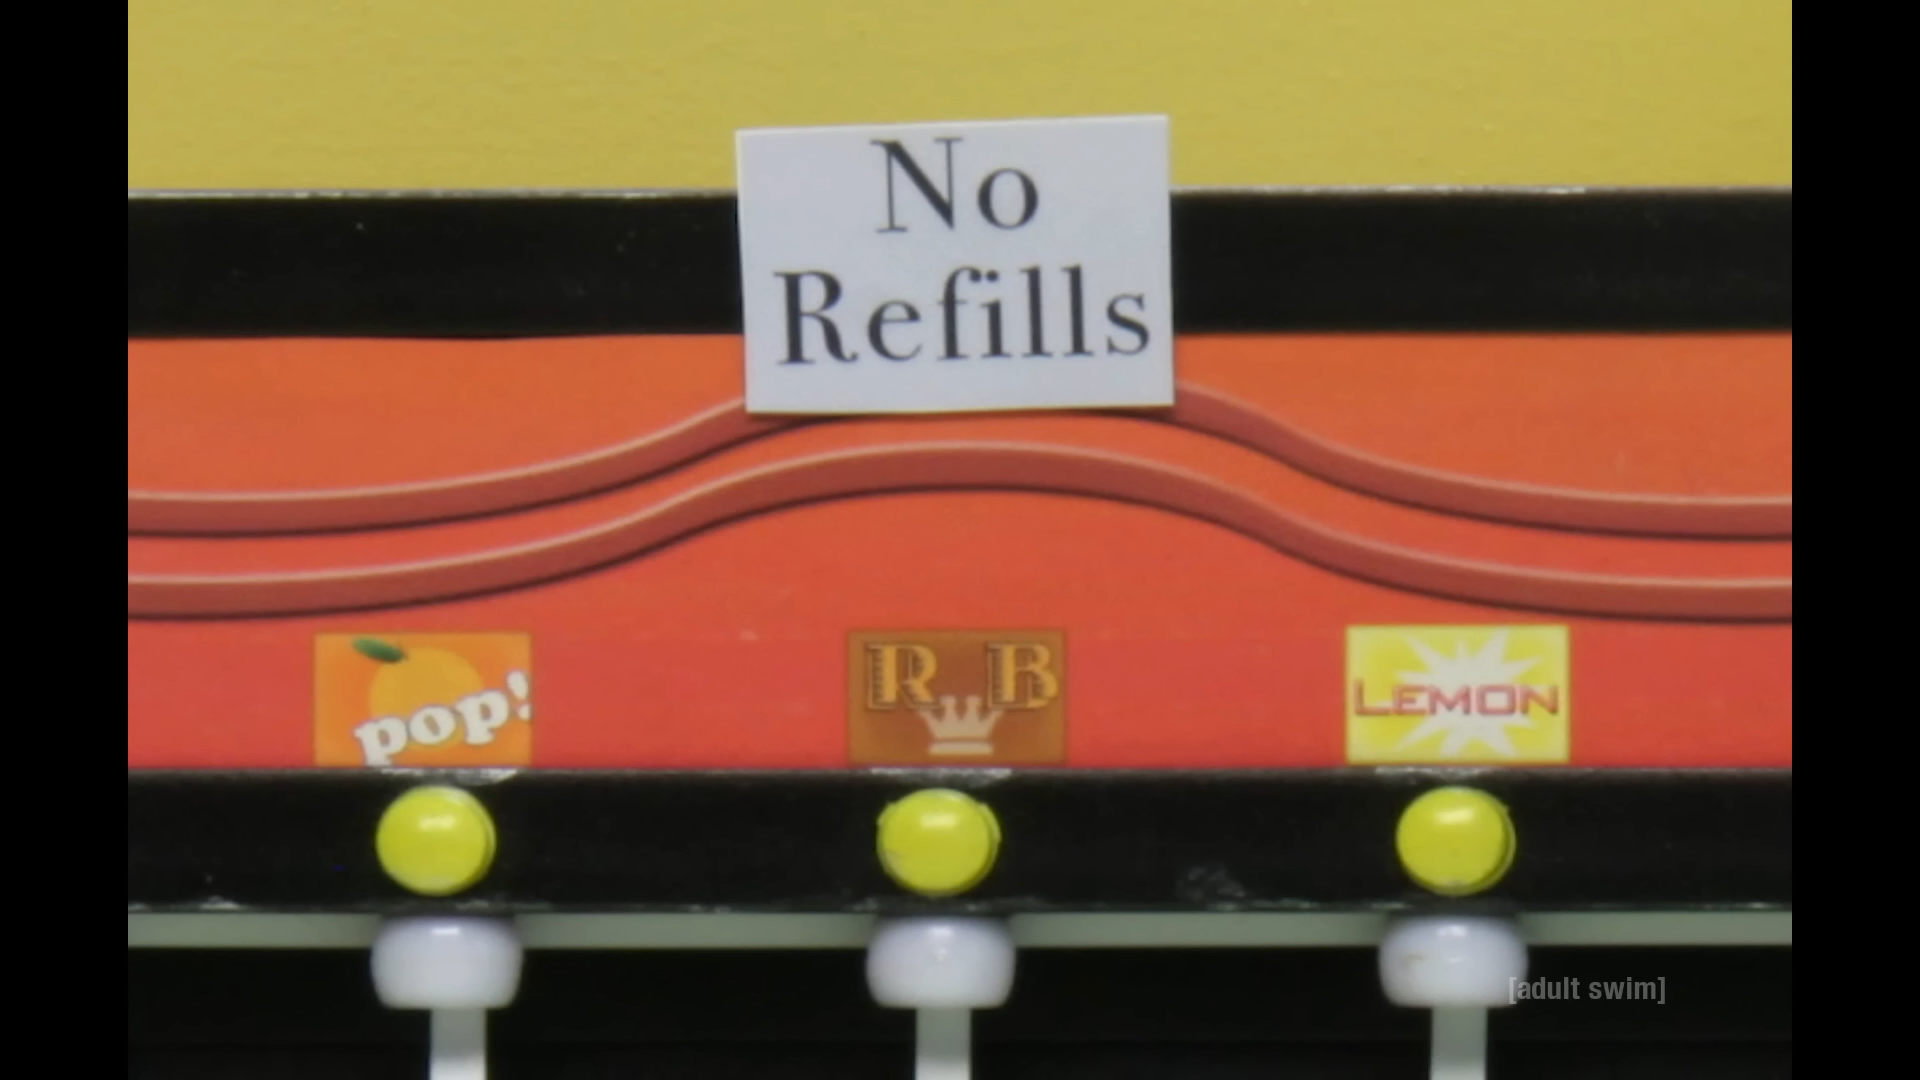 No
Refills
pop!
R B
LEMON
[adult swim]